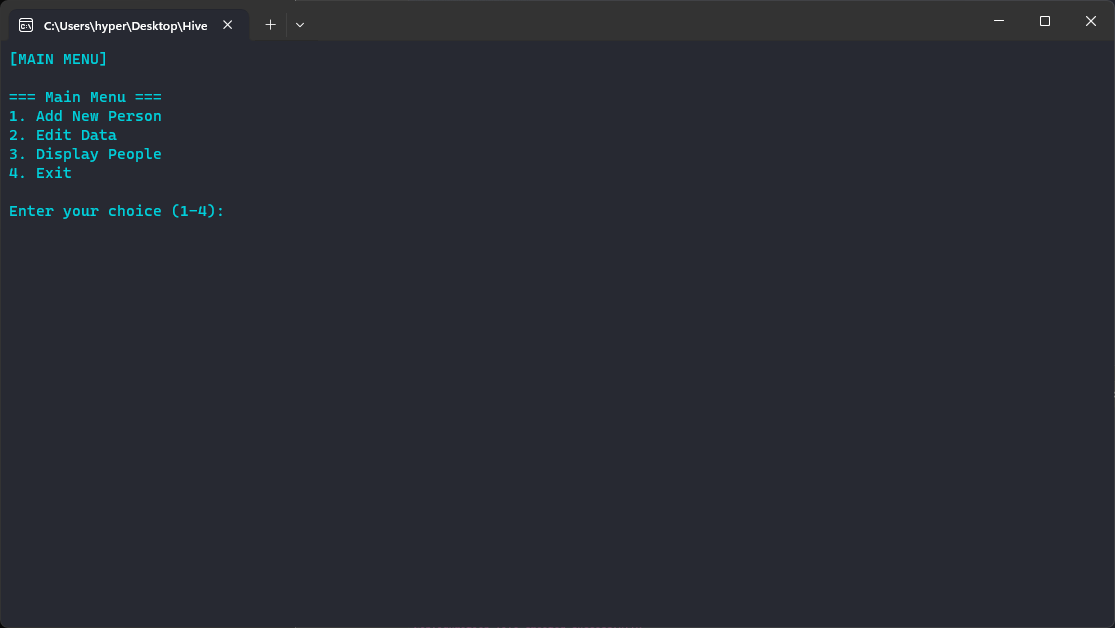 C:\Users\hyper\Desktop\Hive
[MAIN MENU]
=== Main Menu ===
1. Add New Person
2. Edit Data
3. Display People
4. Exit
Enter your choice (1-4):